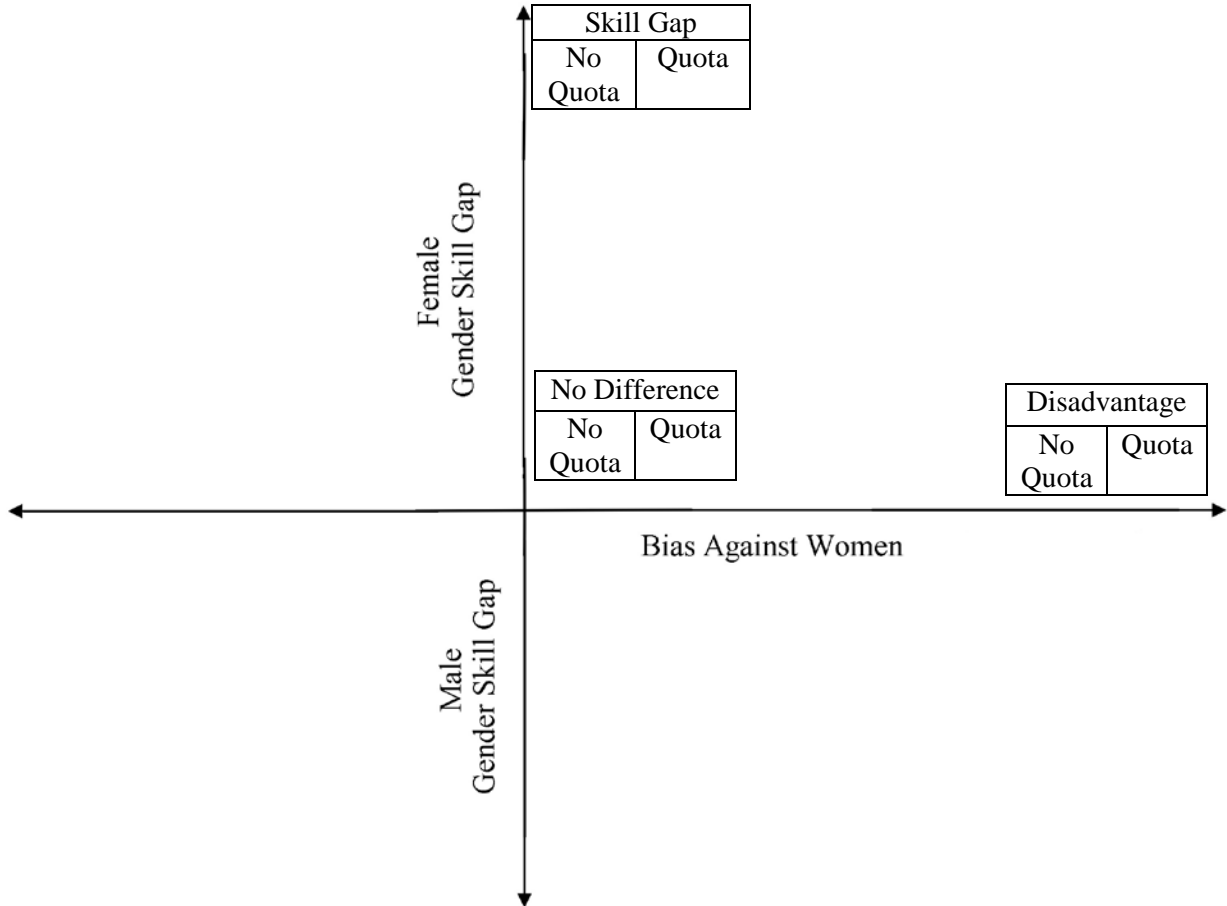 Skill Gap
No
Quota
Quota
Female
Gender Skill Gap
No Difference
No
Quota
Quota
Disadvantage
No
Quota
Quota
Bias Against Women
Male
Gender Skill Gap